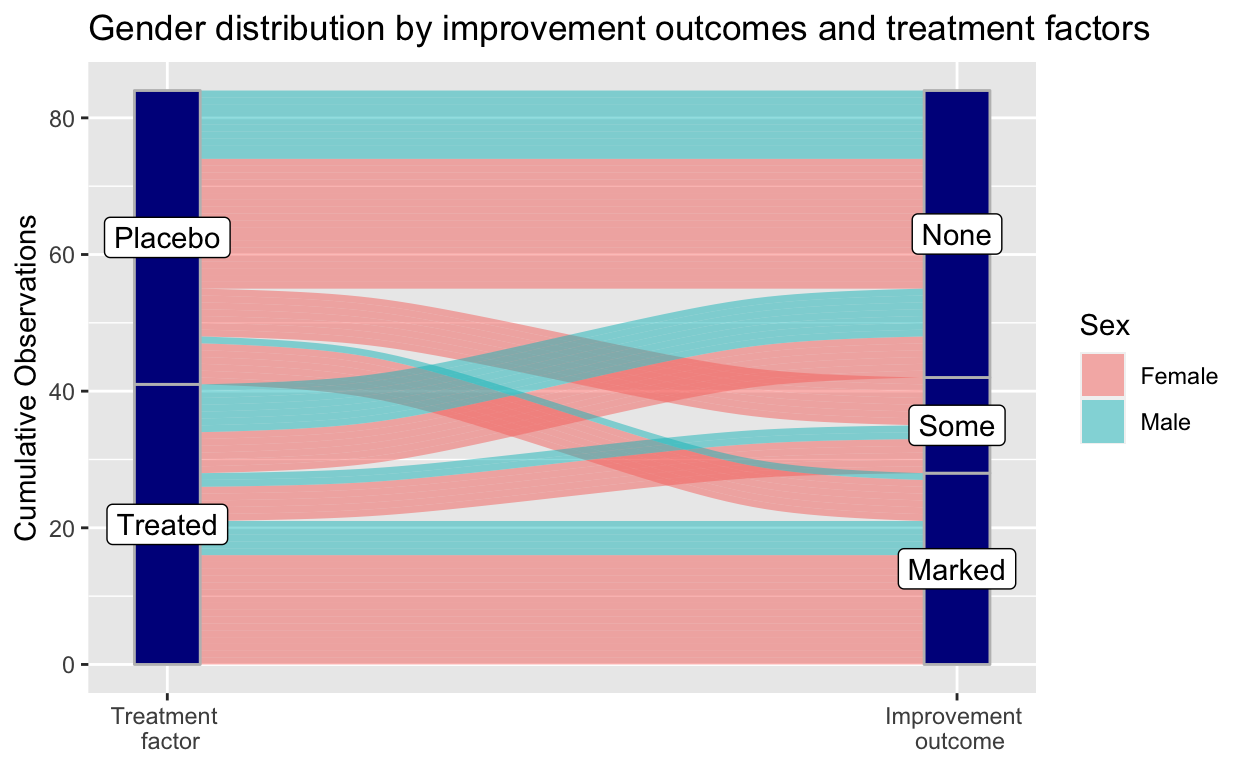 Gender distribution by improvement outcomes and treatment factors
Cumulative Observations
80
60
40
20
0
Placebo
Treated
None
Some
Marked
Treatment
factor
Improvement
outcome
Sex
Female
Male